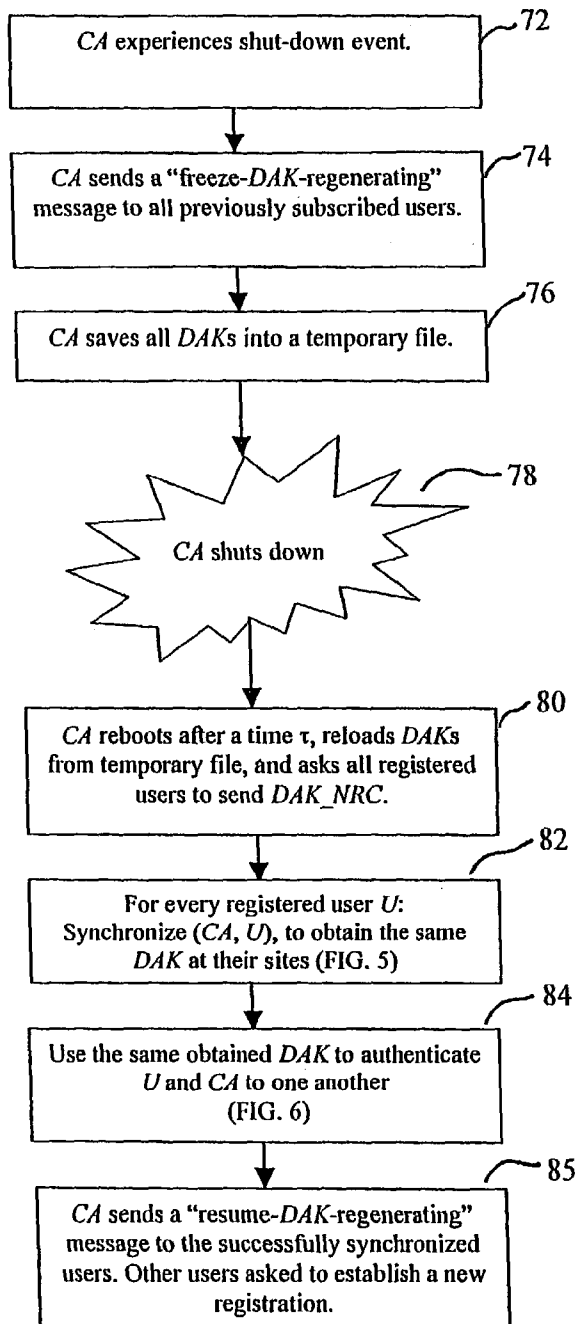 72
CA experiences shut-down event.
74
CA sends a "freeze-DAK-regenerating"
message to all previously subscribed users.
76
CA saves all DAKs into a temporary file.
78
CA shuts down
80
CA reboots after a time τ, reloads DAKs
from temporary file, and asks all registered
users to send DAK_NRC.
82
For every registered user U:
Synchronize (CA, U), to obtain the same
DAK at their sites (FIG. 5)
84
Use the same obtained DAK to authenticate
U and CA to one another
(FIG. 6)
85
CA sends a "resume-DAK-regenerating"
message to the successfully synchronized
users. Other users asked to establish a new
registration.